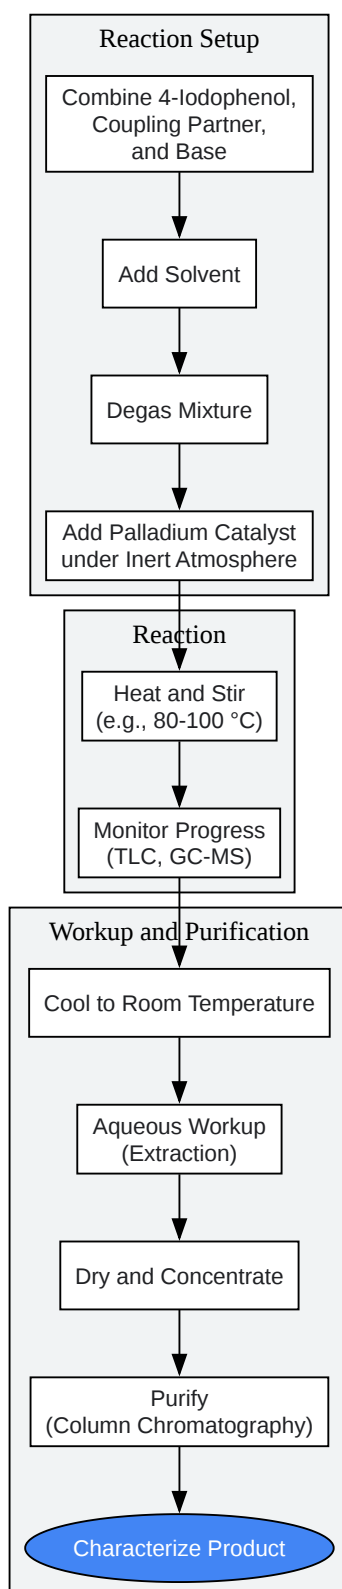 Reaction Setup
Combine 4-Iodophenol,
Coupling Partner,
and Base
Add Solvent
Degas Mixture
Add Palladium Catalyst
under Inert Atmosphere
Reaction
Heat and Stir
(e.g., 80-100 °C)
Monitor Progress
(TLC, GC-MS)
Workup and Purification
Cool to Room Temperature
Aqueous Workup
(Extraction)
Dry and Concentrate
Purify
(Column Chromatography)
Characterize Product